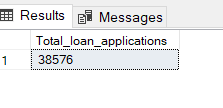 Results Messages
Total_loan_applications
1 38576